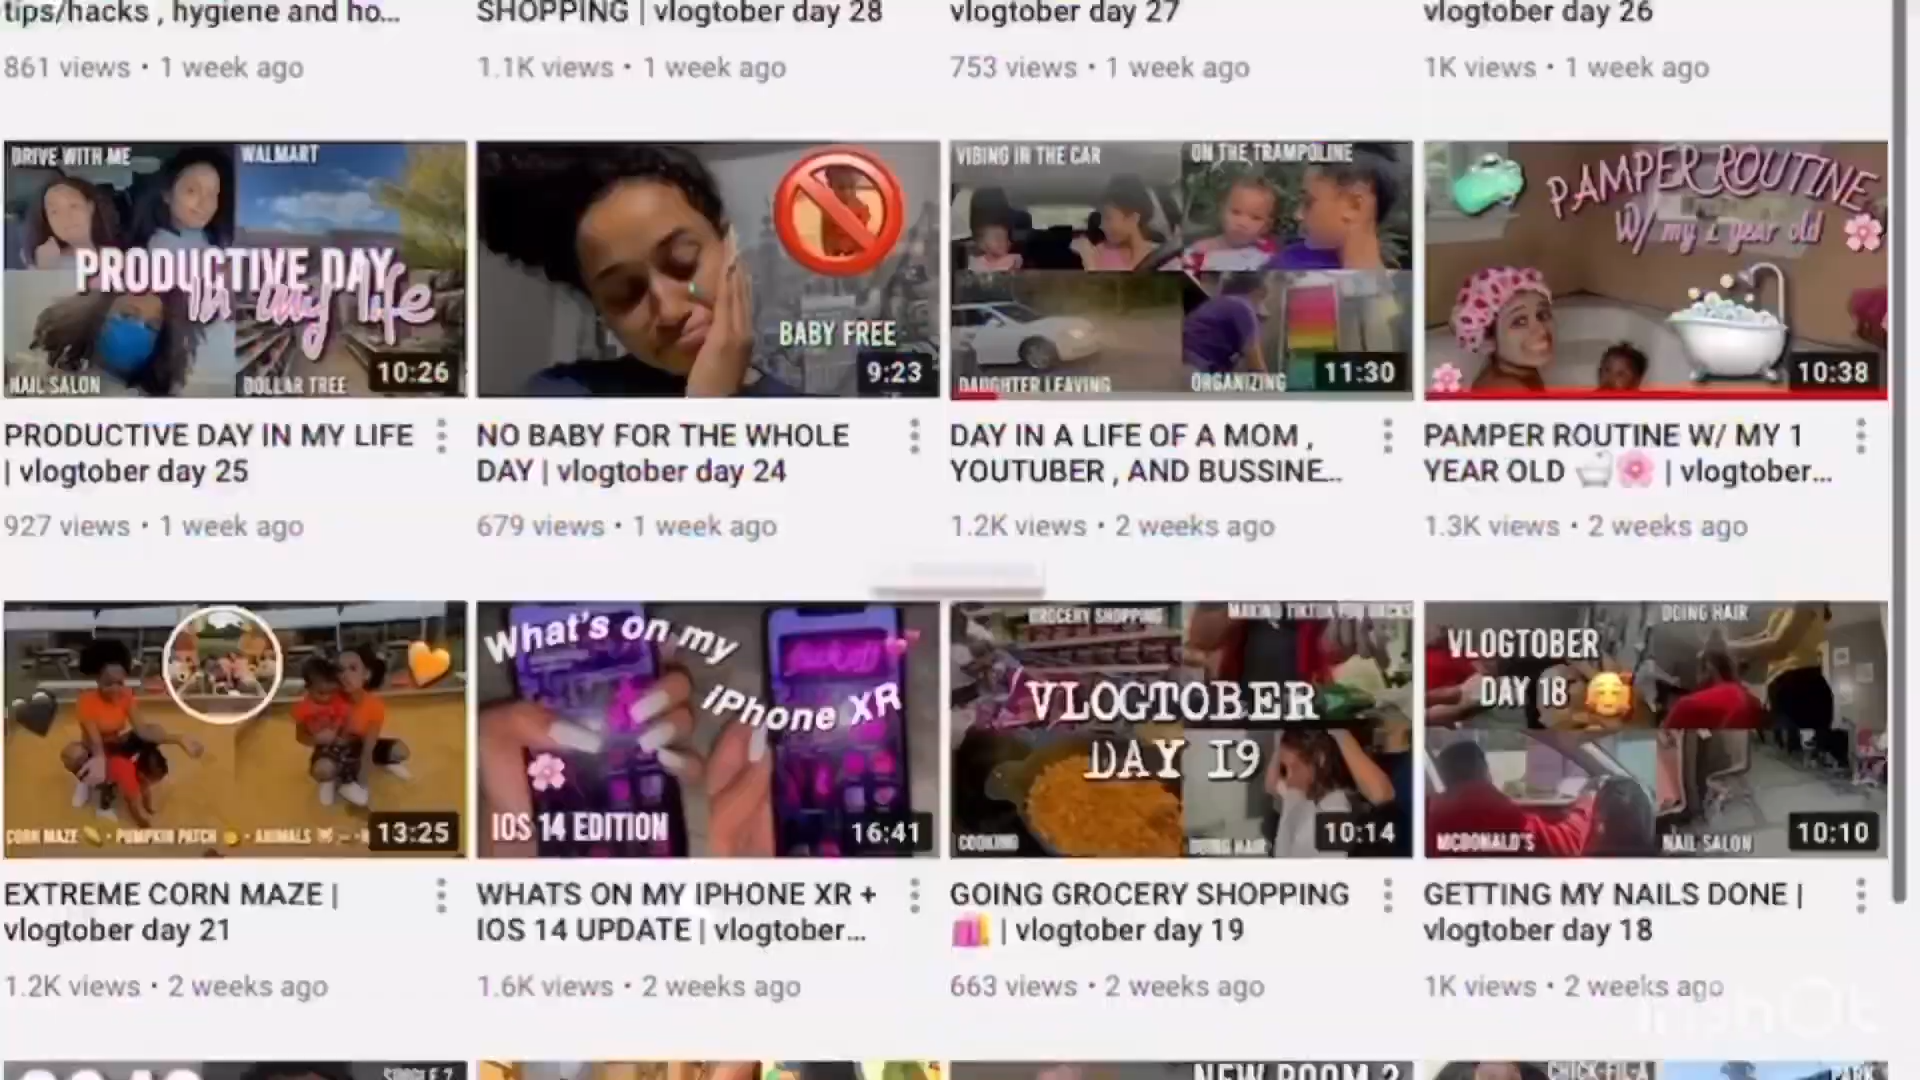 tips/hacks , hygiene and ho...
SHOPPING | vlogtober day 28
vlogtober day 27
vlogtober day 26
861 views • 1 week ago
1.1K views • 1 week ago
753 views • 1 week ago
1K views • 1 week ago
DRIVE WITH ME
WALMART
PRODUCTIVE DAY
in my life
NAIL SALON
DOLLAR TREE
10:26
BABY FREE
9:23
VIBING IN THE CAR
ON THE TRAMPOLINE
DAUGHTER LEAVING
ORGANIZING
11:30
PAMPER ROUTINE
W/ my 1 year old
10:38
PRODUCTIVE DAY IN MY LIFE
| vlogtober day 25
NO BABY FOR THE WHOLE
DAY | vlogtober day 24
DAY IN A LIFE OF A MOM ,
YOUTUBER , AND BUSSINE...
PAMPER ROUTINE W/ MY 1
YEAR OLD 🛁🌸 | vlogtober...
927 views • 1 week ago
679 views • 1 week ago
1.2K views • 2 weeks ago
1.3K views • 2 weeks ago
CORN MAZE • PUMPKIN PATCH • ANIMALS
13:25
What's on my
iPhone XR
IOS 14 EDITION
16:41
GROCERY SHOPPING
MAKING TIKTOK
VLOGTOBER
DAY 19
COOKING
DOING HAIR
10:14
VLOGTOBER
DAY 18
DOING HAIR
MCDONALD'S
NAIL SALON
10:10
EXTREME CORN MAZE |
vlogtober day 21
WHATS ON MY IPHONE XR +
IOS 14 UPDATE | vlogtober...
GOING GROCERY SHOPPING
🛍️ | vlogtober day 19
GETTING MY NAILS DONE |
vlogtober day 18
1.2K views • 2 weeks ago
1.6K views • 2 weeks ago
663 views • 2 weeks ago
1K views • 2 weeks ago
InShOt
NEW ROOM ?
CHICK-FIL-A
PARK